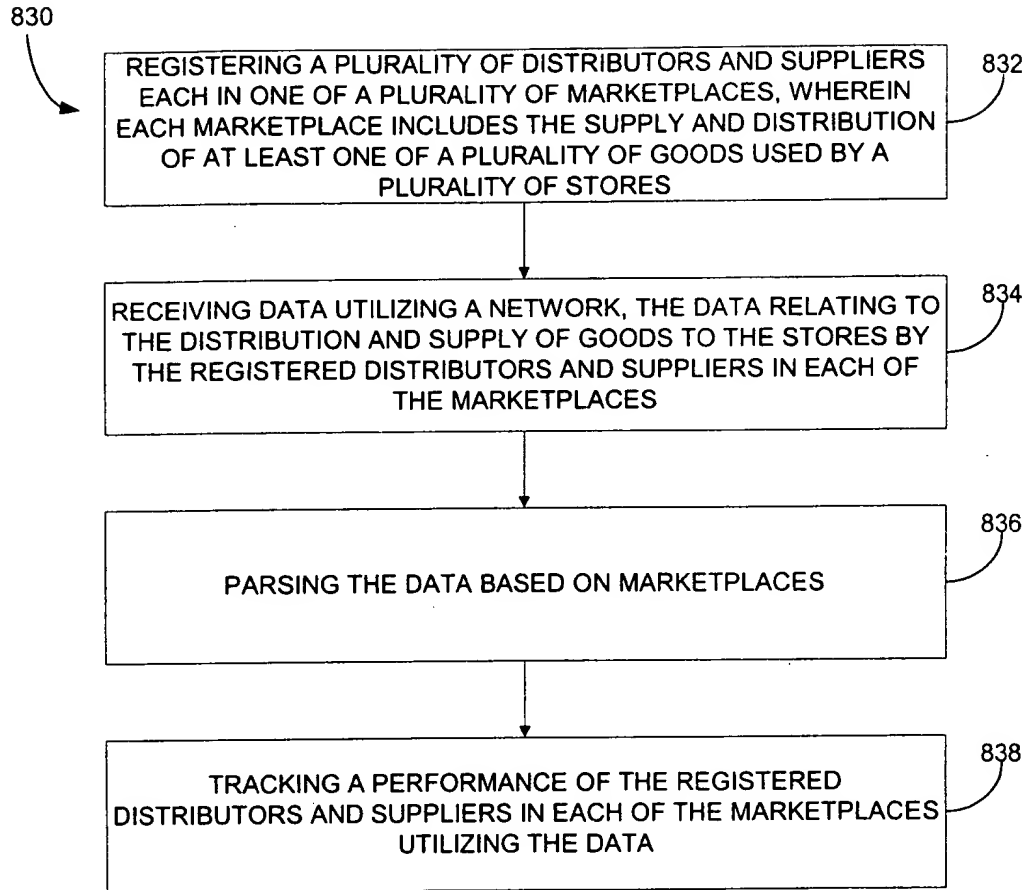 830
REGISTERING A PLURALITY OF DISTRIBUTORS AND SUPPLIERS
EACH IN ONE OF A PLURALITY OF MARKETPLACES, WHEREIN
EACH MARKETPLACE INCLUDES THE SUPPLY AND DISTRIBUTION
OF AT LEAST ONE OF A PLURALITY OF GOODS USED BY A
PLURALITY OF STORES
832
RECEIVING DATA UTILIZING A NETWORK, THE DATA RELATING TO
THE DISTRIBUTION AND SUPPLY OF GOODS TO THE STORES BY
THE REGISTERED DISTRIBUTORS AND SUPPLIERS IN EACH OF
THE MARKETPLACES
834
PARSING THE DATA BASED ON MARKETPLACES
836
TRACKING A PERFORMANCE OF THE REGISTERED
DISTRIBUTORS AND SUPPLIERS IN EACH OF THE MARKETPLACES
UTILIZING THE DATA
838